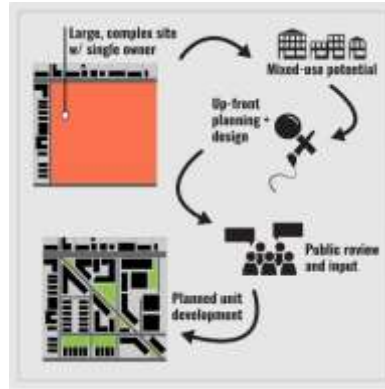 Large, complex site
w/ single owner
Mixed-use potential
Up-front
planning +
design
Public review
and input
Planned unit
development